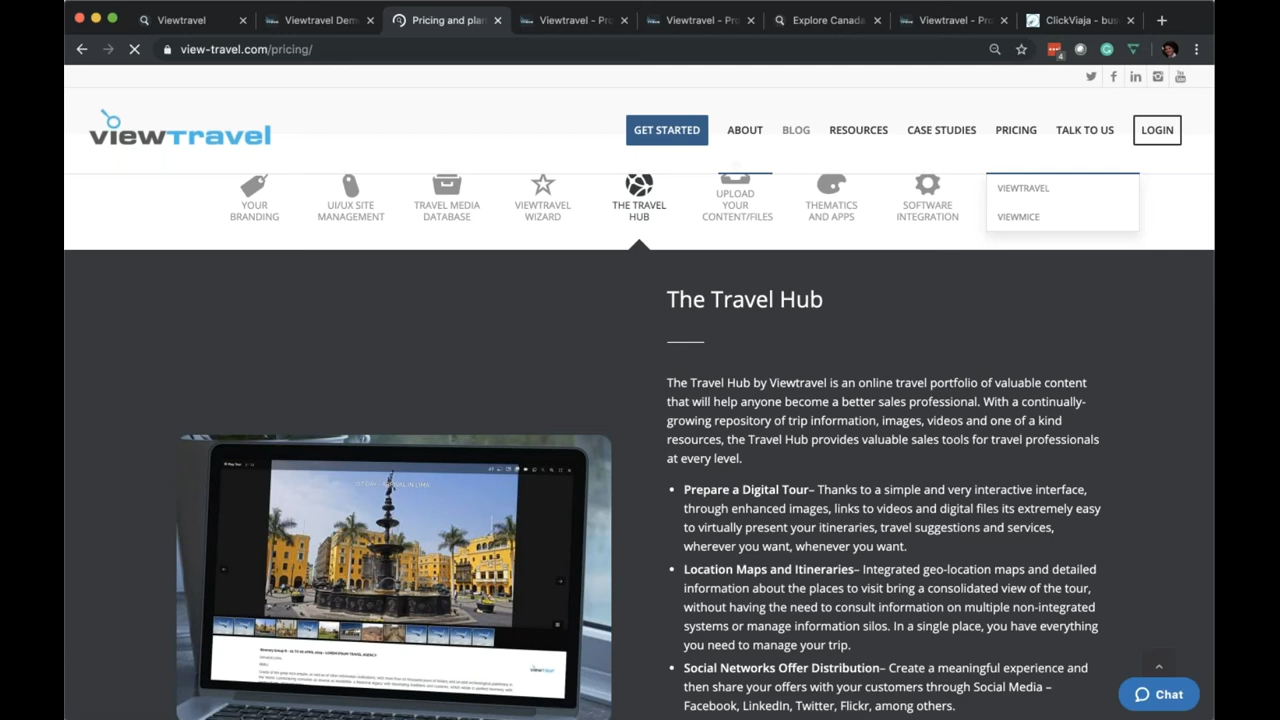 Viewtravel
Viewtravel Dem
Pricing and plan
Viewtravel - Pro
Viewtravel - Pro
Explore Canada
Viewtravel - Pro
ClickViaja - bus
view-travel.com/pricing/
4
viewTRAVEL
GET STARTED
ABOUT
BLOG
RESOURCES
CASE STUDIES
PRICING
TALK TO US
LOGIN
YOUR
BRANDING
UI/UX SITE
MANAGEMENT
TRAVEL MEDIA
DATABASE
VIEWTRAVEL
WIZARD
THE TRAVEL
HUB
UPLOAD
YOUR
CONTENT/FILES
THEMATICS
AND APPS
SOFTWARE
INTEGRATION
VIEWTRAVEL
VIEWMICE
The Travel Hub
The Travel Hub by Viewtravel is an online travel portfolio of valuable content
that will help anyone become a better sales professional. With a continually-
growing repository of trip information, images, videos and one of a kind
resources, the Travel Hub provides valuable sales tools for travel professionals
at every level.
Prepare a Digital Tour– Thanks to a simple and very interactive interface,
through enhanced images, links to videos and digital files its extremely easy
to virtually present your itineraries, travel suggestions and services,
wherever you want, whenever you want.
Location Maps and Itineraries– Integrated geo-location maps and detailed
information about the places to visit bring a consolidated view of the tour,
without having the need to consult information on multiple non-integrated
systems or manage information silos. In a single place, you have everything
you to manage your trip.
Social Networks Offer Distribution– Create a meaningful experience and
then share your offers with your customers through Social Media –
Facebook, LinkedIn, Twitter, Flickr, among others.
Chat